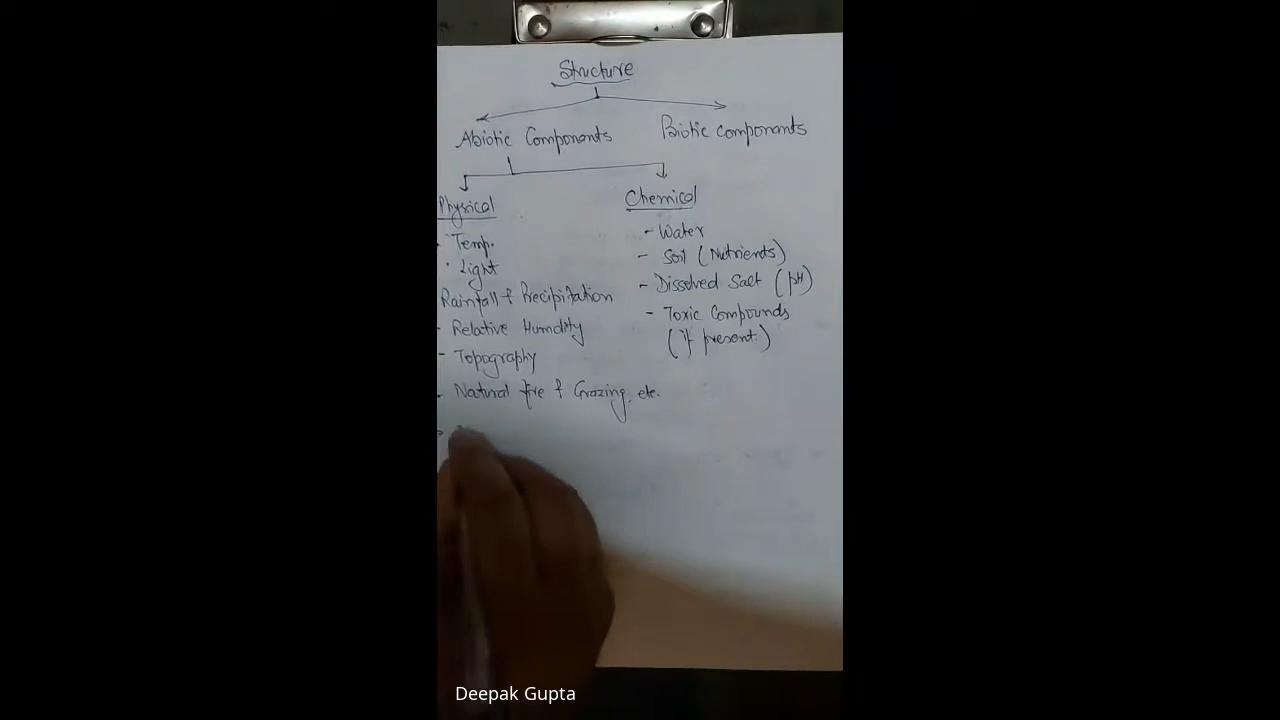 Structure
Abiotic Components
Biotic components
Physical
· Temp.
· Light
Rainfall & Precipitation
- Relative Humdity
- Topography
- Natural fire & Grazing, etc.
Chemical
- Water
- Soil (Nutrients)
- Dissolved Salt (pH)
- Toxic Compounds
(if present.)
Deepak Gupta